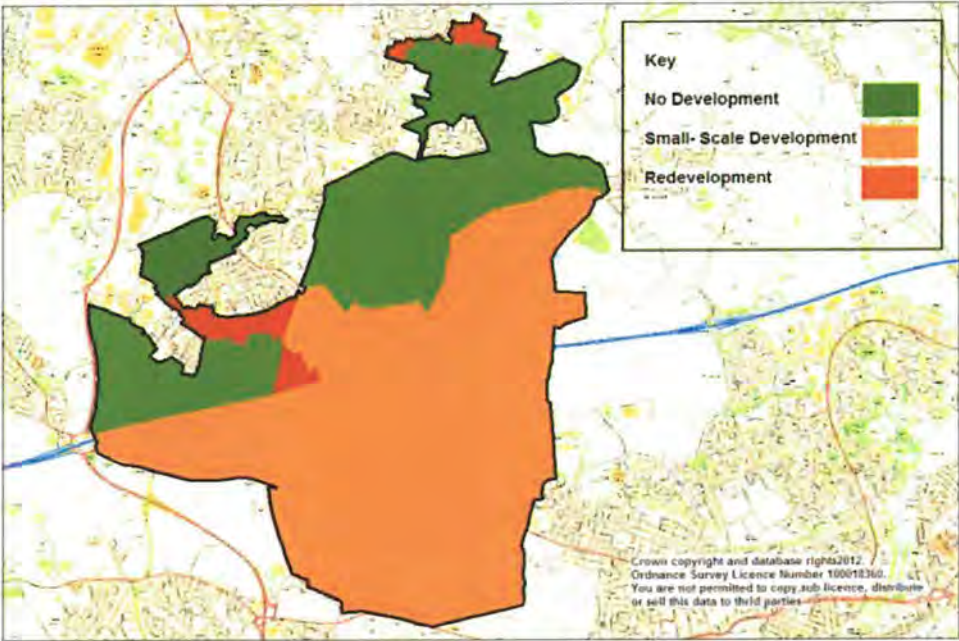 Key
No Development
Small- Scale Development
Redevelopment
Crown copyright and database rights2012.
Ordnance Survey Licence Number 100018360.
You are not permitted to copy,sub licence, distribute
or sell this data to third parties